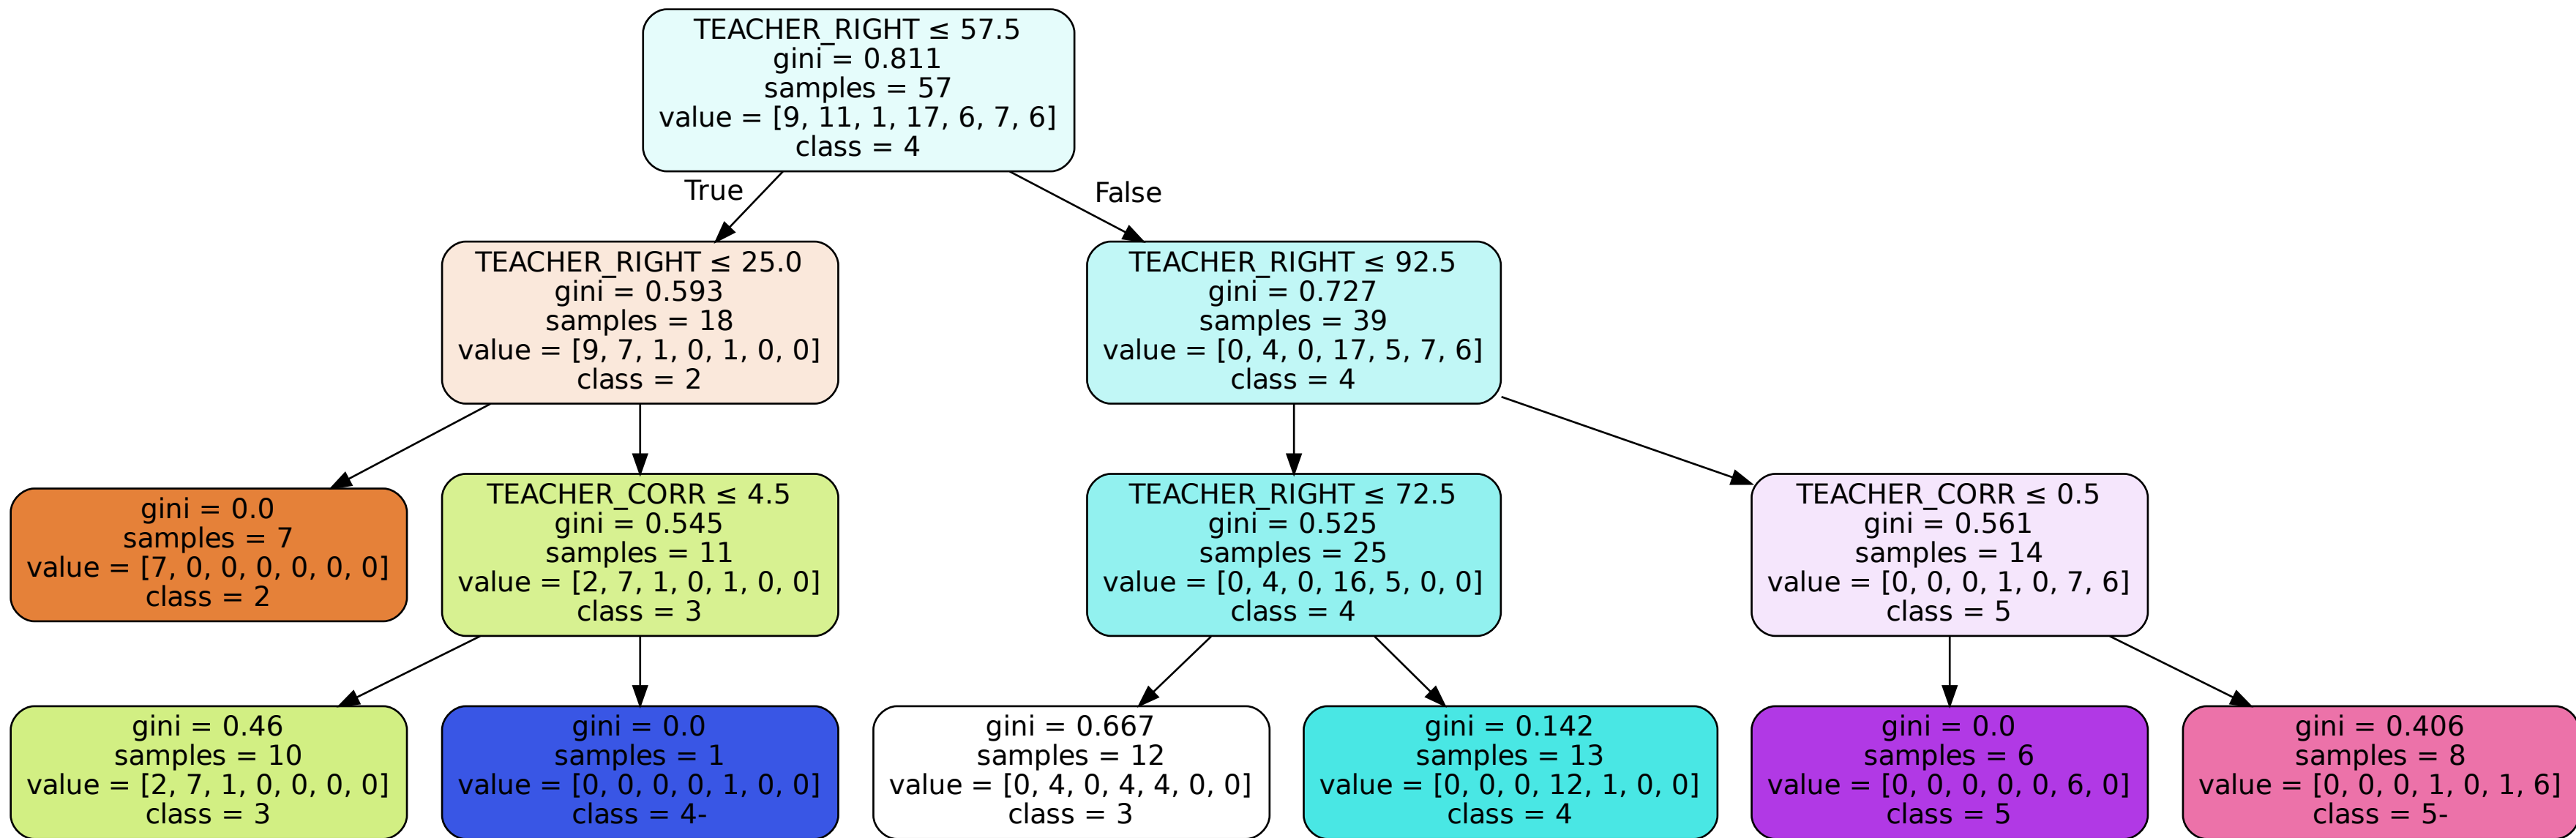 TEACHER_RIGHT ≤ 57.5
gini = 0.811
samples = 57
value = [9, 11, 1, 17, 6, 7, 6]
class = 4
True
False
TEACHER_RIGHT ≤ 25.0
gini = 0.593
samples = 18
value = [9, 7, 1, 0, 1, 0, 0]
class = 2
TEACHER_RIGHT ≤ 92.5
gini = 0.727
samples = 39
value = [0, 4, 0, 17, 5, 7, 6]
class = 4
gini = 0.0
samples = 7
value = [7, 0, 0, 0, 0, 0, 0]
class = 2
TEACHER_CORR ≤ 4.5
gini = 0.545
samples = 11
value = [2, 7, 1, 0, 1, 0, 0]
class = 3
TEACHER_RIGHT ≤ 72.5
gini = 0.525
samples = 25
value = [0, 4, 0, 16, 5, 0, 0]
class = 4
TEACHER_CORR ≤ 0.5
gini = 0.561
samples = 14
value = [0, 0, 0, 1, 0, 7, 6]
class = 5
gini = 0.46
samples = 10
value = [2, 7, 1, 0, 0, 0, 0]
class = 3
gini = 0.0
samples = 1
value = [0, 0, 0, 0, 1, 0, 0]
class = 4-
gini = 0.667
samples = 12
value = [0, 4, 0, 4, 4, 0, 0]
class = 3
gini = 0.142
samples = 13
value = [0, 0, 0, 12, 1, 0, 0]
class = 4
gini = 0.0
samples = 6
value = [0, 0, 0, 0, 0, 6, 0]
class = 5
gini = 0.406
samples = 8
value = [0, 0, 0, 1, 0, 1, 6]
class = 5-